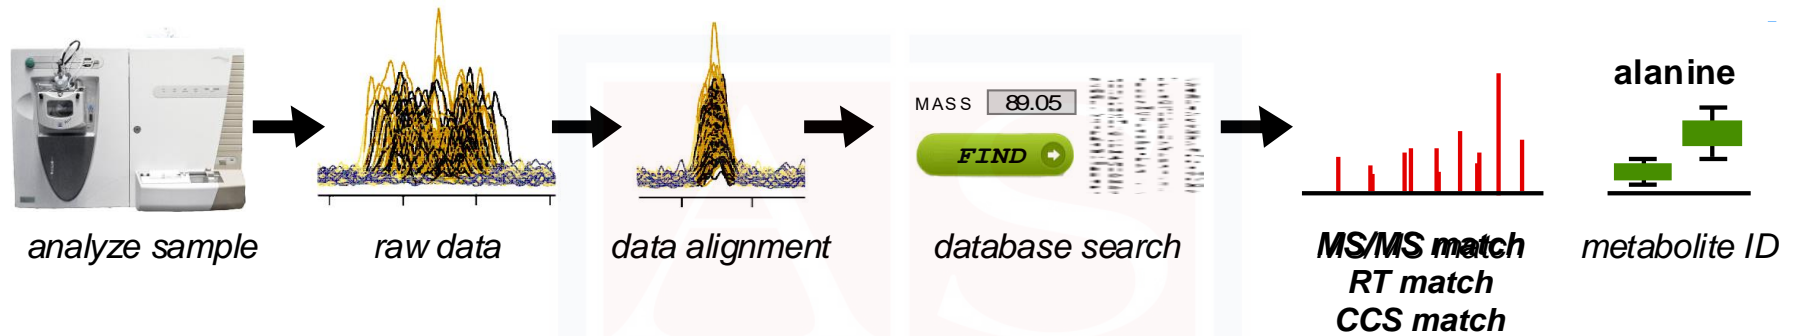 alanine
MASS 89.05
FIND
analyze sample
raw data
data alignment
database search
MS/MS match
RT match
CCS match
metabolite ID
AS